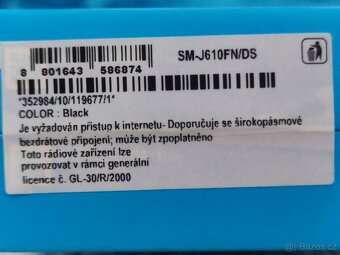 SM-J610FN/DS
8 801643 586874
*352984/10/119677/1*
COLOR : Black
Je vyžadován přístup k internetu- Doporučuje se širokopásmové
bezdrátové připojení; může být zpoplatněno
Toto rádiové zařízení lze
provozovat v rámci generální
licence č. GL-30/R/2000
Bazos.cz